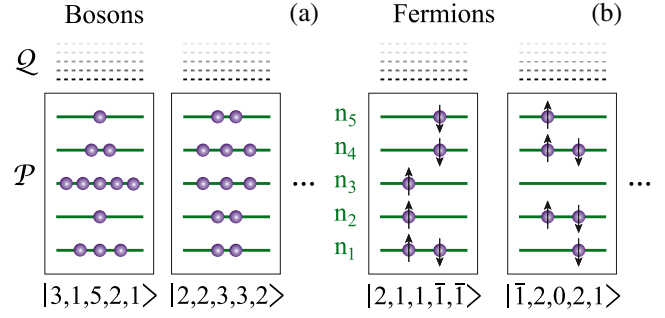 Bosons (a) Fermions (b)
𝒬
n₅
n₄
𝒫 n₃
... ...
n₂
n₁
|3,1,5,2,1⟩ |2,2,3,3,2⟩ |2,1,1,1̅,1̅⟩ |1̅,2,0,2,1⟩